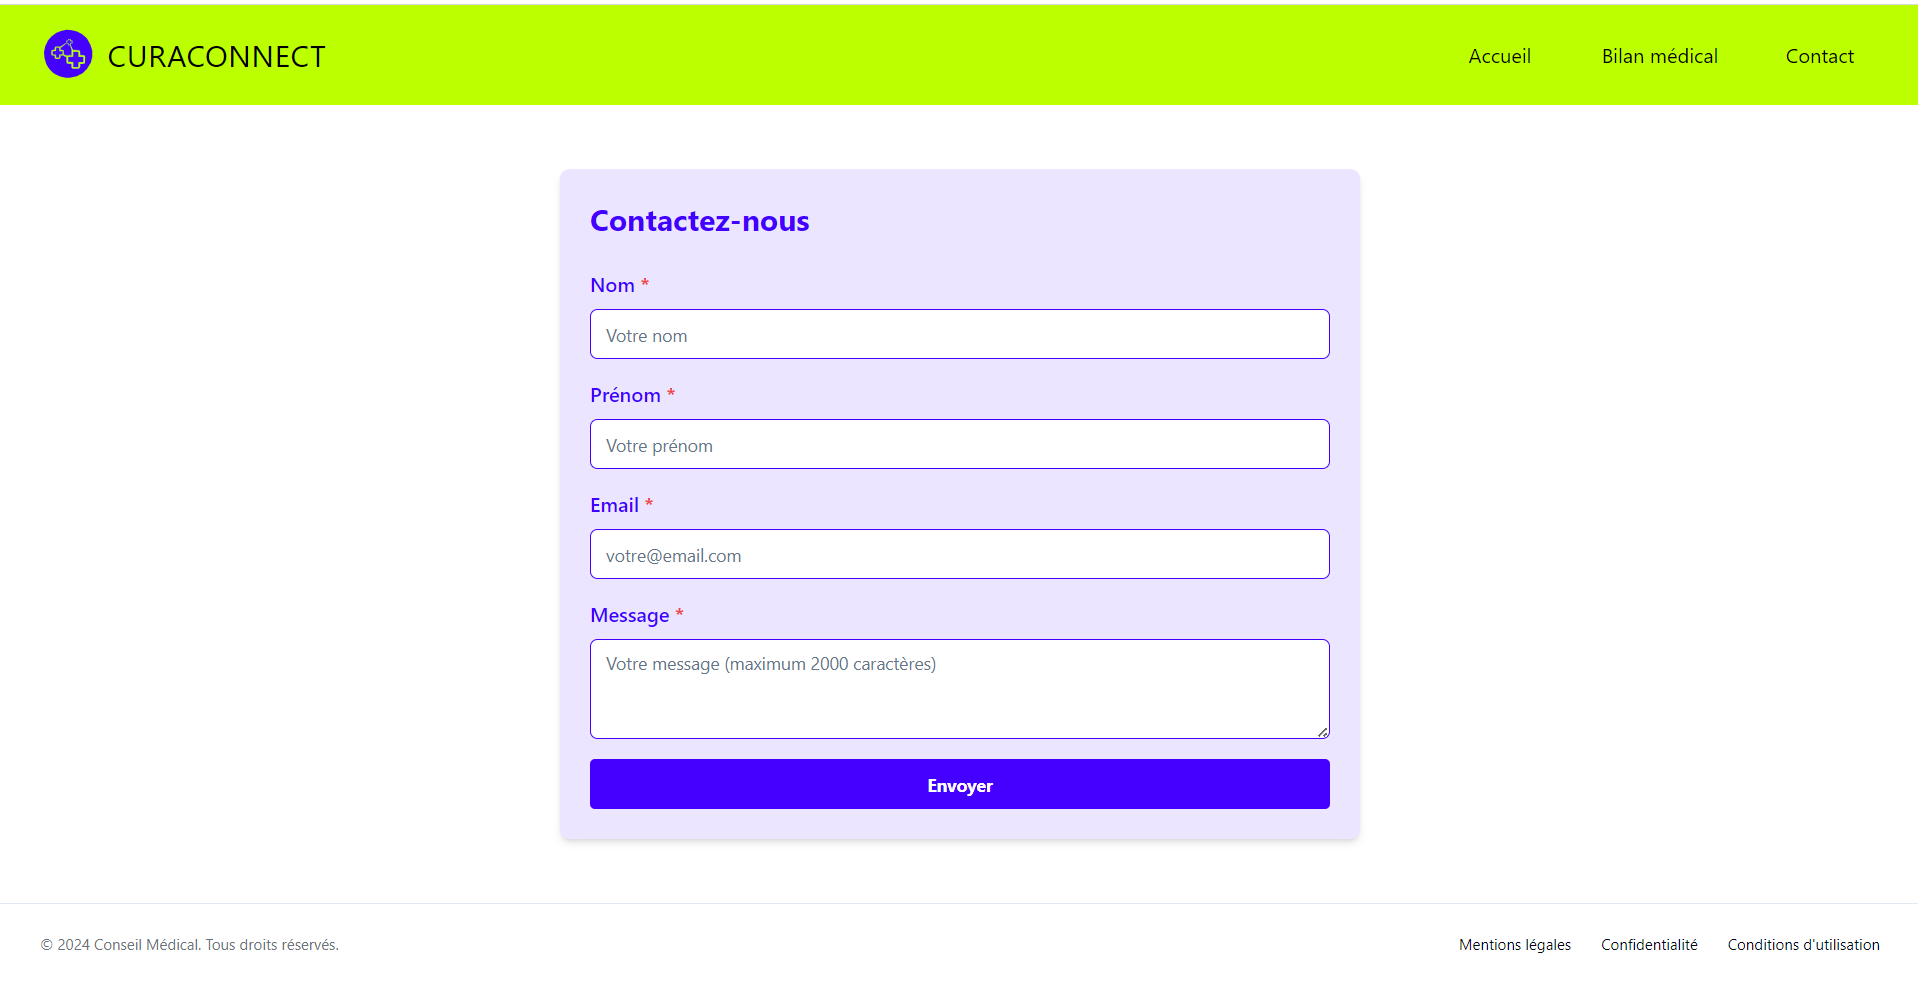 CURACONNECT
Accueil Bilan médical Contact
Contactez-nous
Nom *
Votre nom
Prénom *
Votre prénom
Email *
votre@email.com
Message *
Votre message (maximum 2000 caractères)
Envoyer
© 2024 Conseil Médical. Tous droits réservés.
Mentions légales Confidentialité Conditions d'utilisation